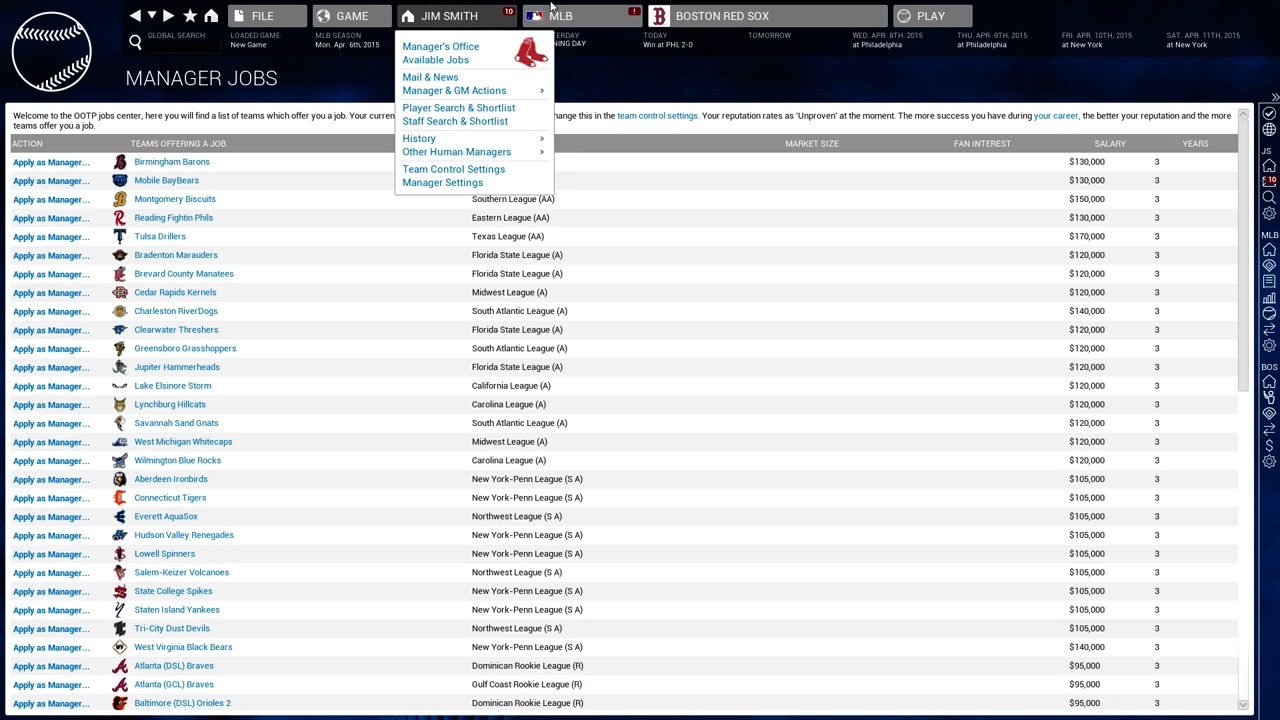 FILE
GAME
JIM SMITH
10
MLB
!
BOSTON RED SOX
PLAY
GLOBAL SEARCH:
LOADED GAME:
New Game
MLB SEASON
Mon. Apr. 6th, 2015
TODAY
Win at PHI, 2-0
TOMORROW
WED. APR. 8TH, 2015
at Philadelphia
THU. APR. 9TH, 2015
at Philadelphia
FRI. APR. 10TH, 2015
at New York
SAT. APR. 11TH, 2015
at New York
MANAGER JOBS
Manager's Office
Available Jobs
Mail & News
Manager & GM Actions
Player Search & Shortlist
Staff Search & Shortlist
History
Other Human Managers
Team Control Settings
Manager Settings
Welcome to the OOTP jobs center, here you will find a list of teams which offer you a job. Your curren
hange this in the team control settings. Your reputation rates as 'Unproven' at the moment. The more success you have during your career, the better your reputation and the more
teams offer you a job.
ACTION TEAMS OFFERING A JOB MARKET SIZE FAN INTEREST SALARY YEARS
Apply as Manager... Birmingham Barons $130,000 3
Apply as Manager... Mobile BayBears $130,000 3
Apply as Manager... Montgomery Biscuits Southern League (AA) $150,000 3
Apply as Manager... Reading Fightin Phils Eastern League (AA) $130,000 3
Apply as Manager... Tulsa Drillers Texas League (AA) $170,000 3
Apply as Manager... Bradenton Marauders Florida State League (A) $120,000 3
Apply as Manager... Brevard County Manatees Florida State League (A) $120,000 3
Apply as Manager... Cedar Rapids Kernels Midwest League (A) $120,000 3
Apply as Manager... Charleston RiverDogs South Atlantic League (A) $140,000 3
Apply as Manager... Clearwater Threshers Florida State League (A) $120,000 3
Apply as Manager... Greensboro Grasshoppers South Atlantic League (A) $120,000 3
Apply as Manager... Jupiter Hammerheads Florida State League (A) $120,000 3
Apply as Manager... Lake Elsinore Storm California League (A) $120,000 3
Apply as Manager... Lynchburg Hillcats Carolina League (A) $120,000 3
Apply as Manager... Savannah Sand Gnats South Atlantic League (A) $120,000 3
Apply as Manager... West Michigan Whitecaps Midwest League (A) $120,000 3
Apply as Manager... Wilmington Blue Rocks Carolina League (A) $120,000 3
Apply as Manager... Aberdeen Ironbirds New York-Penn League (S A) $105,000 3
Apply as Manager... Connecticut Tigers New York-Penn League (S A) $105,000 3
Apply as Manager... Everett AquaSox Northwest League (S A) $105,000 3
Apply as Manager... Hudson Valley Renegades New York-Penn League (S A) $105,000 3
Apply as Manager... Lowell Spinners New York-Penn League (S A) $105,000 3
Apply as Manager... Salem-Keizer Volcanoes Northwest League (S A) $105,000 3
Apply as Manager... State College Spikes New York-Penn League (S A) $105,000 3
Apply as Manager... Staten Island Yankees New York-Penn League (S A) $105,000 3
Apply as Manager... Tri-City Dust Devils Northwest League (S A) $105,000 3
Apply as Manager... West Virginia Black Bears New York-Penn League (S A) $140,000 3
Apply as Manager... Atlanta (DSL) Braves Dominican Rookie League (R) $95,000 3
Apply as Manager... Atlanta (GCL) Braves Gulf Coast Rookie League (R) $95,000 3
Apply as Manager... Baltimore (DSL) Orioles 2 Dominican Rookie League (R) $95,000 3
JS
10
MLB
BOS